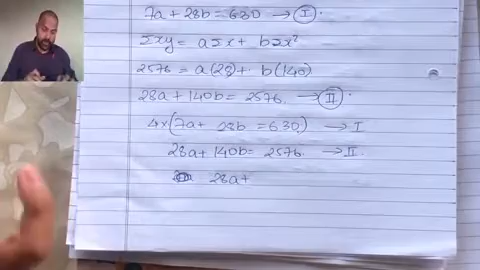 7a + 28b = 630 → I
Σxy = aΣx + bΣx²
2576 = a(28) + b(140)
28a + 140b = 2576 → II
4x(7a + 28b = 630) → I
28a + 140b = 2576 → II
28a +